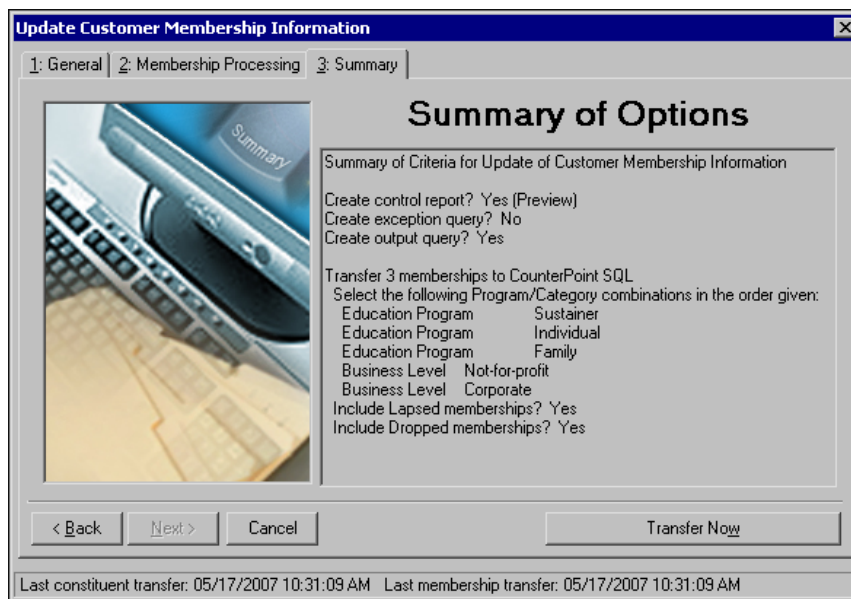 Update Customer Membership Information
1: General
2: Membership Processing
3: Summary
Summary
Summary of Options
Summary of Criteria for Update of Customer Membership Information
Create control report? Yes (Preview)
Create exception query? No
Create output query? Yes
Transfer 3 memberships to CounterPoint SQL
Select the following Program/Category combinations in the order given:
Education Program Sustainer
Education Program Individual
Education Program Family
Business Level Not-for-profit
Business Level Corporate
Include Lapsed memberships? Yes
Include Dropped memberships? Yes
< Back
Next >
Cancel
Transfer Now
Last constituent transfer: 05/17/2007 10:31:09 AM Last membership transfer: 05/17/2007 10:31:09 AM